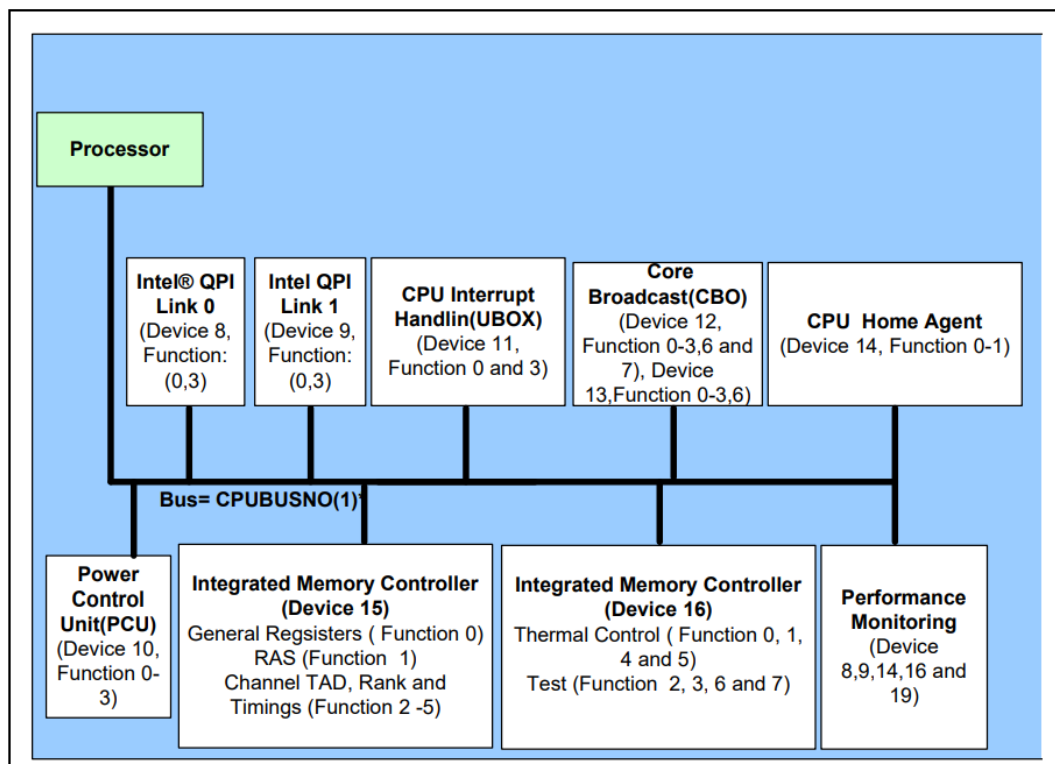 Processor
Intel® QPI
Link 0
(Device 8,
Function:
(0,3)
Intel QPI
Link 1
(Device 9,
Function:
(0,3)
CPU Interrupt
Handlin(UBOX)
(Device 11,
Function 0 and 3)
Core
Broadcast(CBO)
(Device 12,
Function 0-3,6 and
7), Device
13,Function 0-3,6)
CPU  Home Agent
(Device 14, Function 0-1)
Bus= CPUBUSNO(1)*
Power
Control
Unit(PCU)
(Device 10,
Function 0-
3)
Integrated Memory Controller
(Device 15)
General Regsisters ( Function 0)
RAS (Function  1)
Channel TAD, Rank and
Timings (Function 2 -5)
Integrated Memory Controller
(Device 16)
Thermal Control ( Function 0, 1,
4 and 5)
Test (Function  2, 3, 6 and 7)
Performance
Monitoring
(Device
8,9,14,16 and
19)